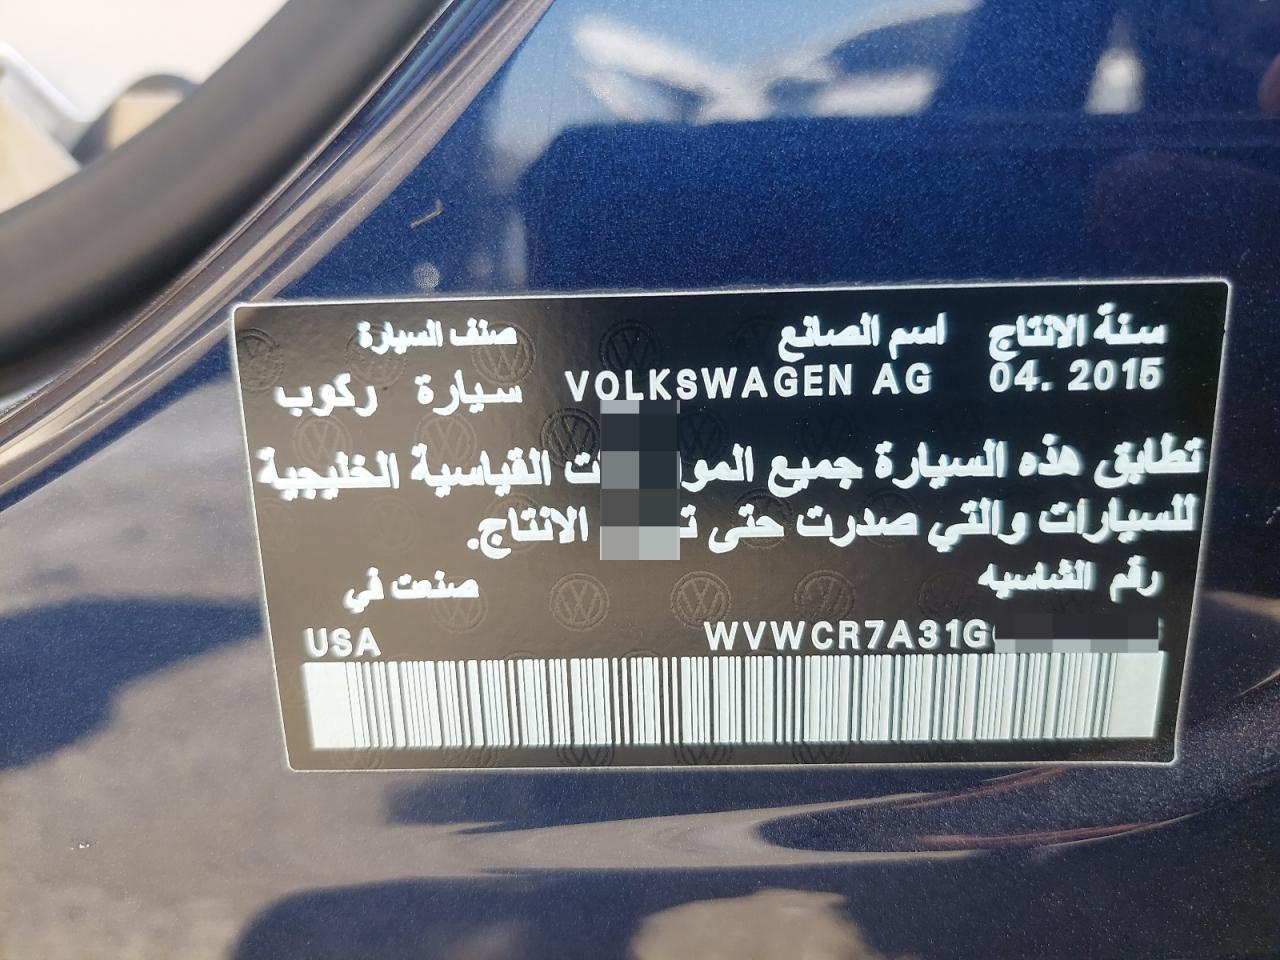 سنة الانتاج اسم الصانع صنف السيارة
04. 2015 VOLKSWAGEN AG سيارة ركوب
تطابق هذه السيارة جميع القياسية الخليجية
للسيارات والتي صدرت حتى الانتاج.
رقم الشاسيه صنعت في
WVWCR7A31G USA